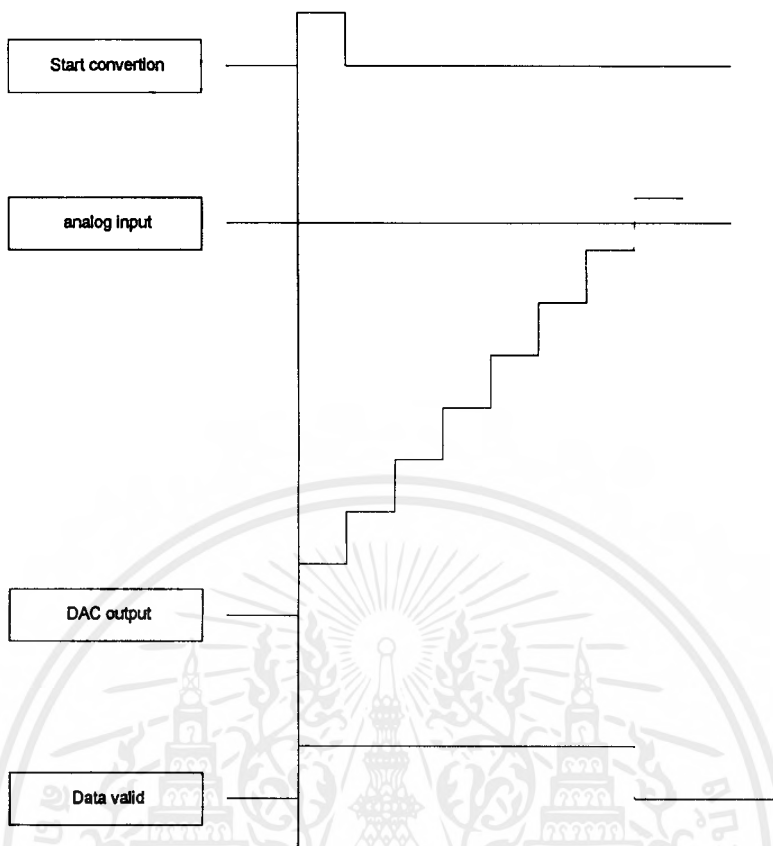 Start convertion
analog input
DAC output
Data valid